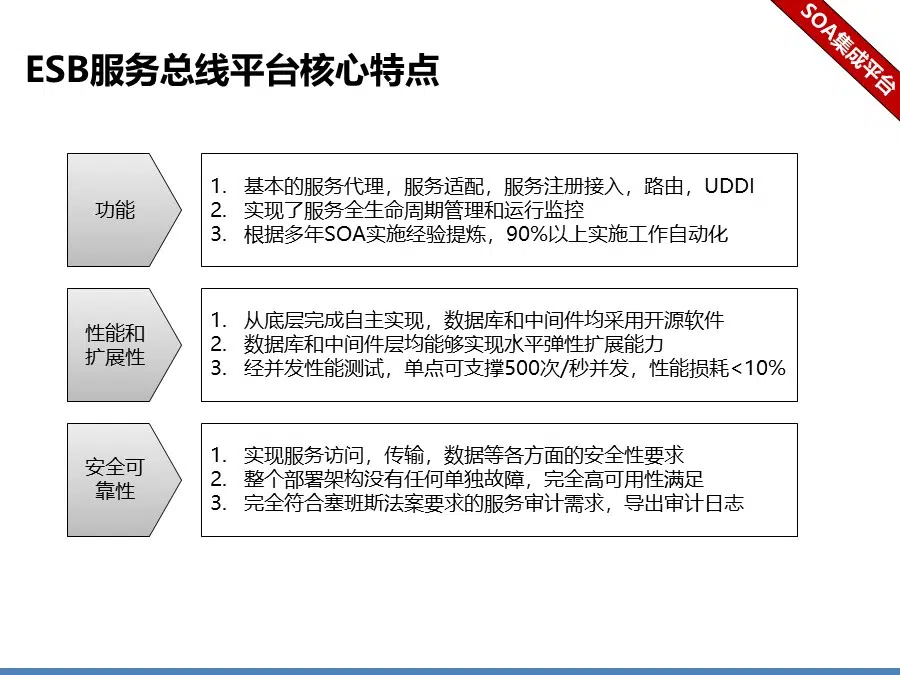 SOA集成平台
ESB服务总线平台核心特点
功能
1. 基本的服务代理，服务适配，服务注册接入，路由，UDDI
2. 实现了服务全生命周期管理和运行监控
3. 根据多年SOA实施经验提炼，90%以上实施工作自动化
性能和
扩展性
1. 从底层完成自主实现，数据库和中间件均采用开源软件
2. 数据库和中间件层均能够实现水平弹性扩展能力
3. 经并发性能测试，单点可支撑500次/秒并发，性能损耗<10%
安全可
靠性
1. 实现服务访问，传输，数据等各方面的安全性要求
2. 整个部署架构没有任何单独故障，完全高可用性满足
3. 完全符合塞班斯法案要求的服务审计需求，导出审计日志